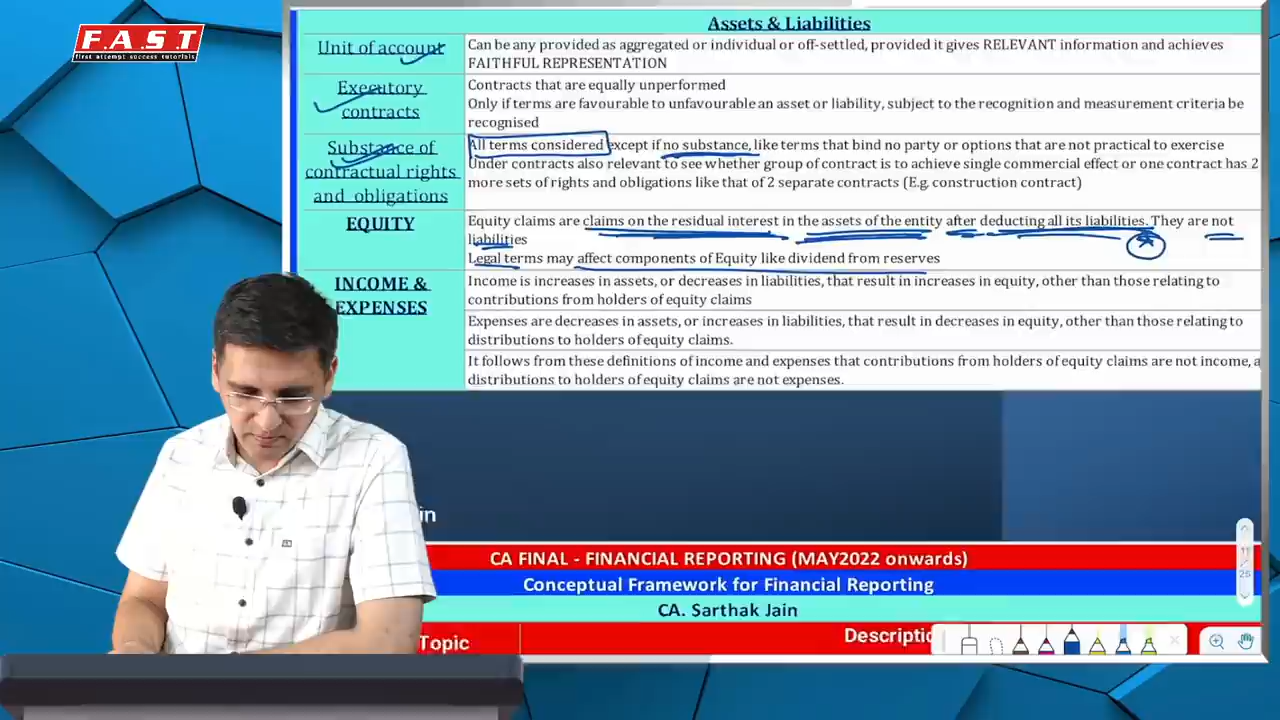 F.A.S.T
first attempt success tutorials
Assets & Liabilities
Unit of account
Can be any provided as aggregated or individual or off-settled, provided it gives RELEVANT information and achieves
FAITHFUL REPRESENTATION
Executory
contracts
Contracts that are equally unperformed
Only if terms are favourable to unfavourable an asset or liability, subject to the recognition and measurement criteria be
recognised
Substance of
contractual rights
and obligations
All terms considered except if no substance, like terms that bind no party or options that are not practical to exercise
Under contracts also relevant to see whether group of contract is to achieve single commercial effect or one contract has 2
more sets of rights and obligations like that of 2 separate contracts (E.g. construction contract)
EQUITY
Equity claims are claims on the residual interest in the assets of the entity after deducting all its liabilities. They are not
liabilities
Legal terms may affect components of Equity like dividend from reserves
INCOME &
EXPENSES
Income is increases in assets, or decreases in liabilities, that result in increases in equity, other than those relating to
contributions from holders of equity claims
Expenses are decreases in assets, or increases in liabilities, that result in decreases in equity, other than those relating to
distributions to holders of equity claims.
It follows from these definitions of income and expenses that contributions from holders of equity claims are not income, a
distributions to holders of equity claims are not expenses.
in
CA FINAL - FINANCIAL REPORTING (MAY2022 onwards)
Conceptual Framework for Financial Reporting
CA. Sarthak Jain
Topic
Descriptio
11
25